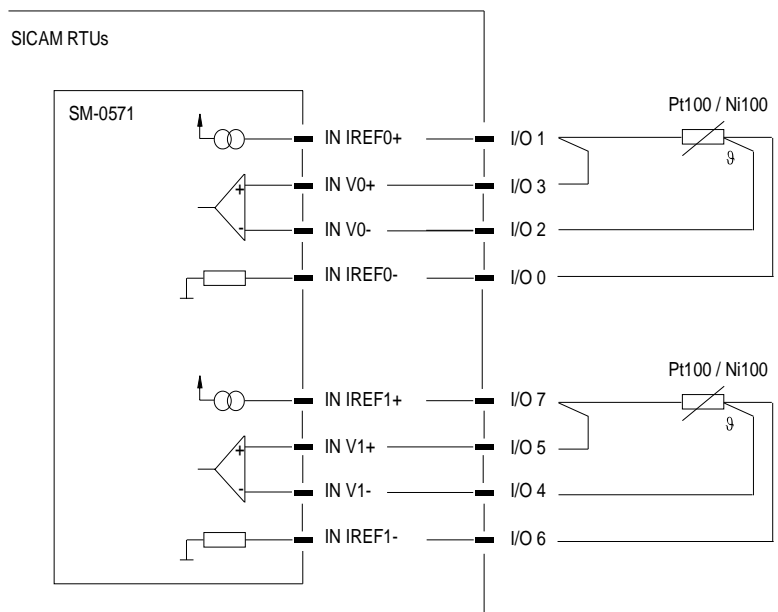 SICAM RTUs
SM-0571
Pt100 / Ni100
IN IREF0+ I/O 1
ϑ
+ IN V0+ I/O 3
- IN V0- I/O 2
IN IREF0- I/O 0
Pt100 / Ni100
IN IREF1+ I/O 7
ϑ
+ IN V1+ I/O 5
- IN V1- I/O 4
IN IREF1- I/O 6